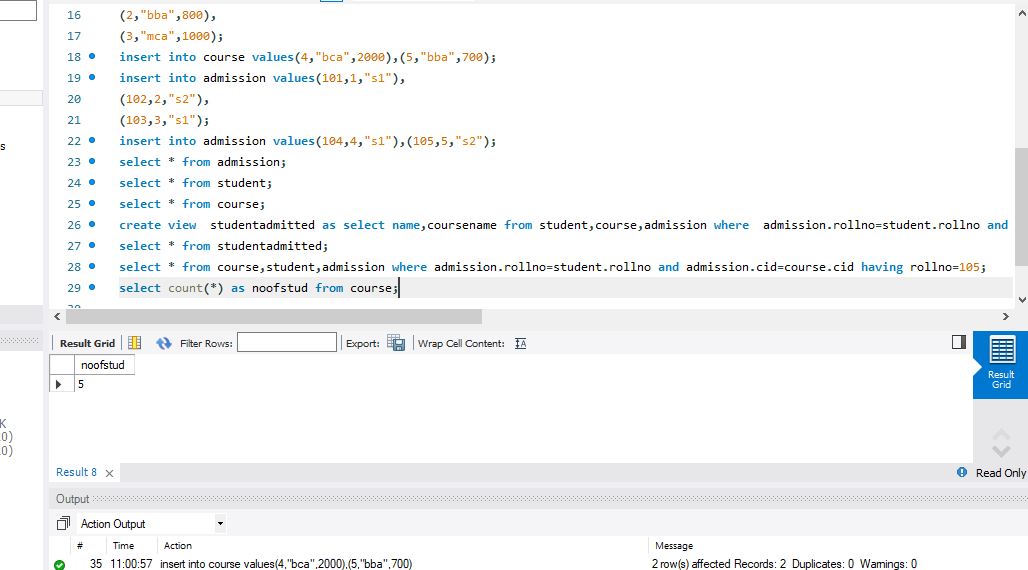 16 (2,"bba",800),
17 (3,"mca",1000);
18 insert into course values(4,"bca",2000),(5,"bba",700);
19 insert into admission values(101,1,"s1"),
20 (102,2,"s2"),
21 (103,3,"s1");
s
22 insert into admission values(104,4,"s1"),(105,5,"s2");
23 select * from admission;
24 select * from student;
25 select * from course;
26 create view  studentadmitted as select name,coursename from student,course,admission where  admission.rollno=student.rollno and
27 select * from studentadmitted;
28 select * from course,student,admission where admission.rollno=student.rollno and admission.cid=course.cid having rollno=105;
29 select count(*) as noofstud from course;
Result Grid Filter Rows: Export: Wrap Cell Content: IA
noofstud
5
Result Grid
K
.0)
.0)
Result 8 × Read Only
Output
Action Output
# Time Action Message
35 11:00:57 insert into course values(4,"bca",2000),(5,"bba",700) 2 row(s) affected Records: 2 Duplicates: 0 Warnings: 0